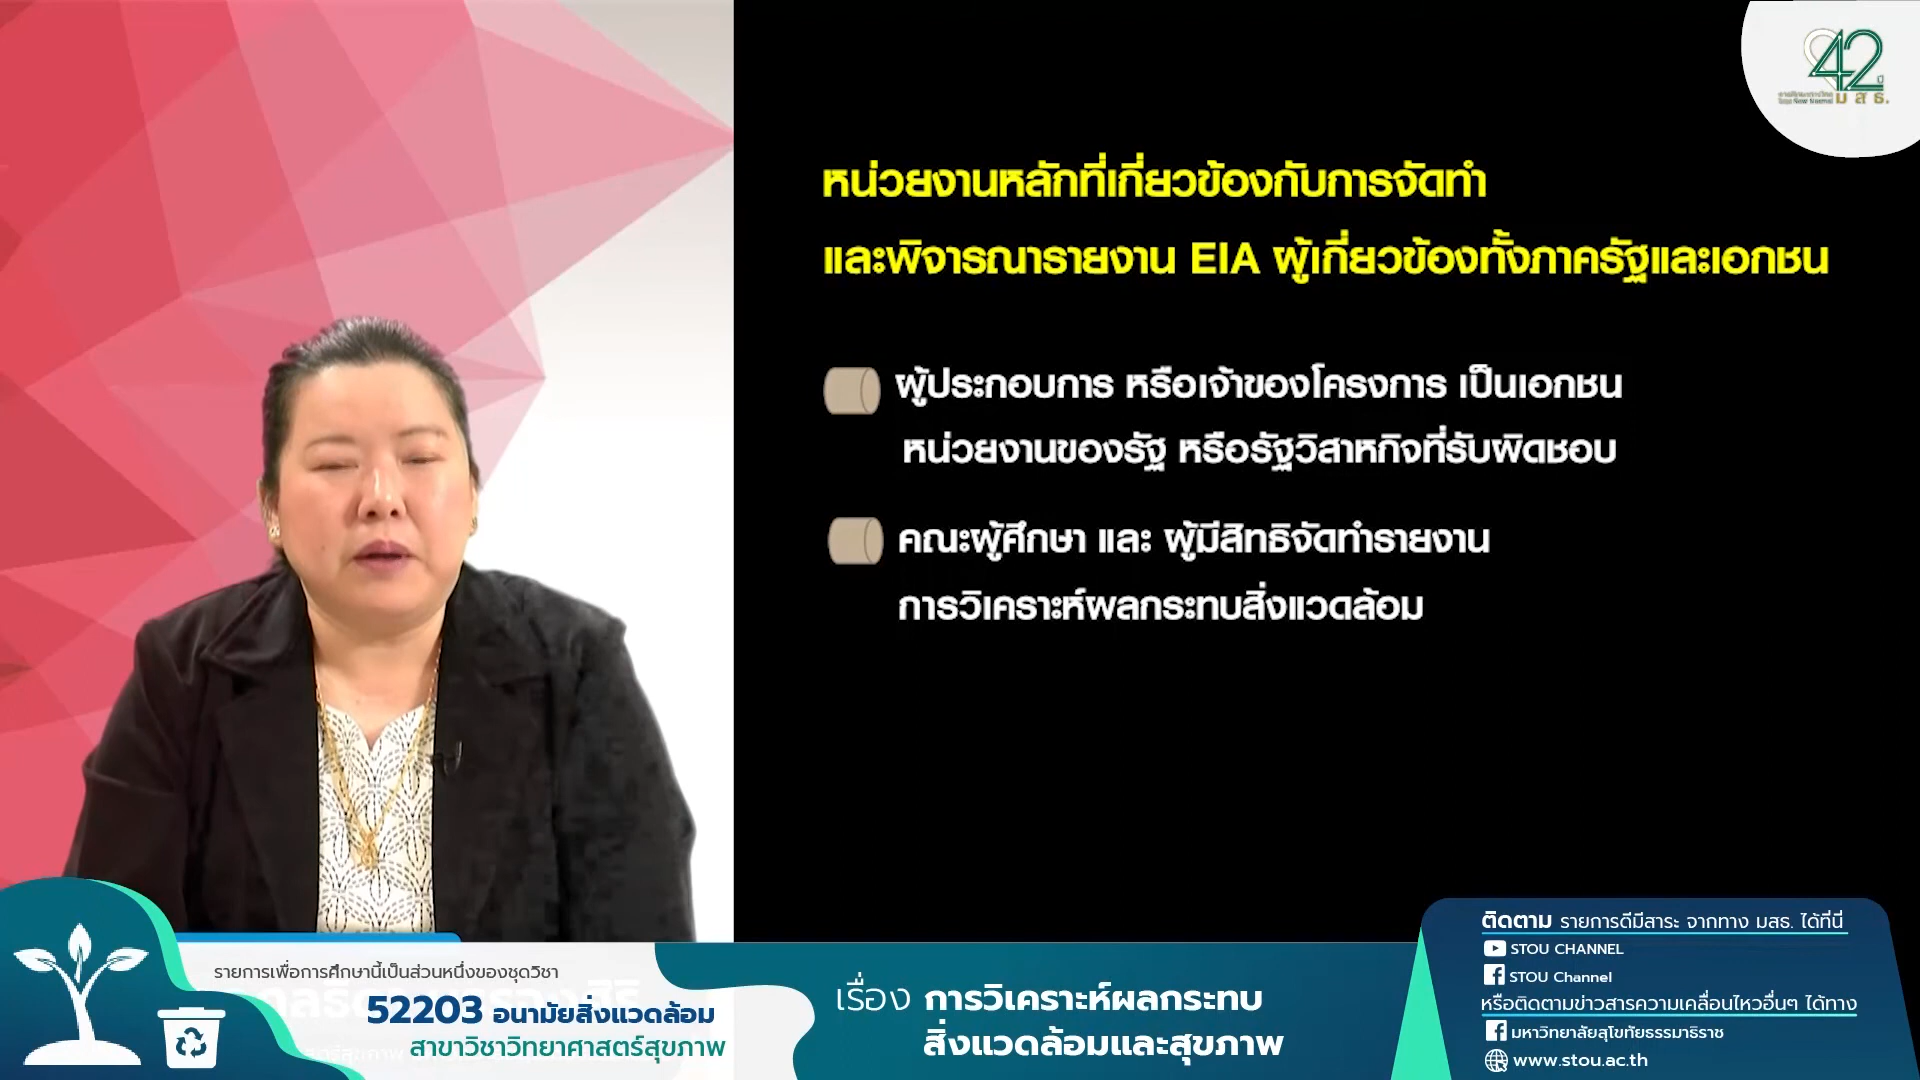 42 ปี
มสธ.
หน่วยงานหลักที่เกี่ยวข้องกับการจัดทำ
และพิจารณารายงาน EIA ผู้เกี่ยวข้องทั้งภาครัฐและเอกชน
ผู้ประกอบการ หรือเจ้าของโครงการ เป็นเอกชน
หน่วยงานของรัฐ หรือรัฐวิสาหกิจที่รับผิดชอบ
คณะผู้ศึกษา และ ผู้มีสิทธิจัดทำรายงาน
การวิเคราะห์ผลกระทบสิ่งแวดล้อม
รายการเพื่อการศึกษานี้เป็นส่วนหนึ่งของชุดวิชา
52203 อนามัยสิ่งแวดล้อม
สาขาวิชาวิทยาศาสตร์สุขภาพ
เรื่อง การวิเคราะห์ผลกระทบ
สิ่งแวดล้อมและสุขภาพ
ติดตาม รายการดีมีสาระ จากทาง มสธ. ได้ที่นี่
STOU CHANNEL
STOU Channel
หรือติดตามข่าวสารความเคลื่อนไหวอื่นๆ ได้ทาง
มหาวิทยาลัยสุโขทัยธรรมาธิราช
www.stou.ac.th